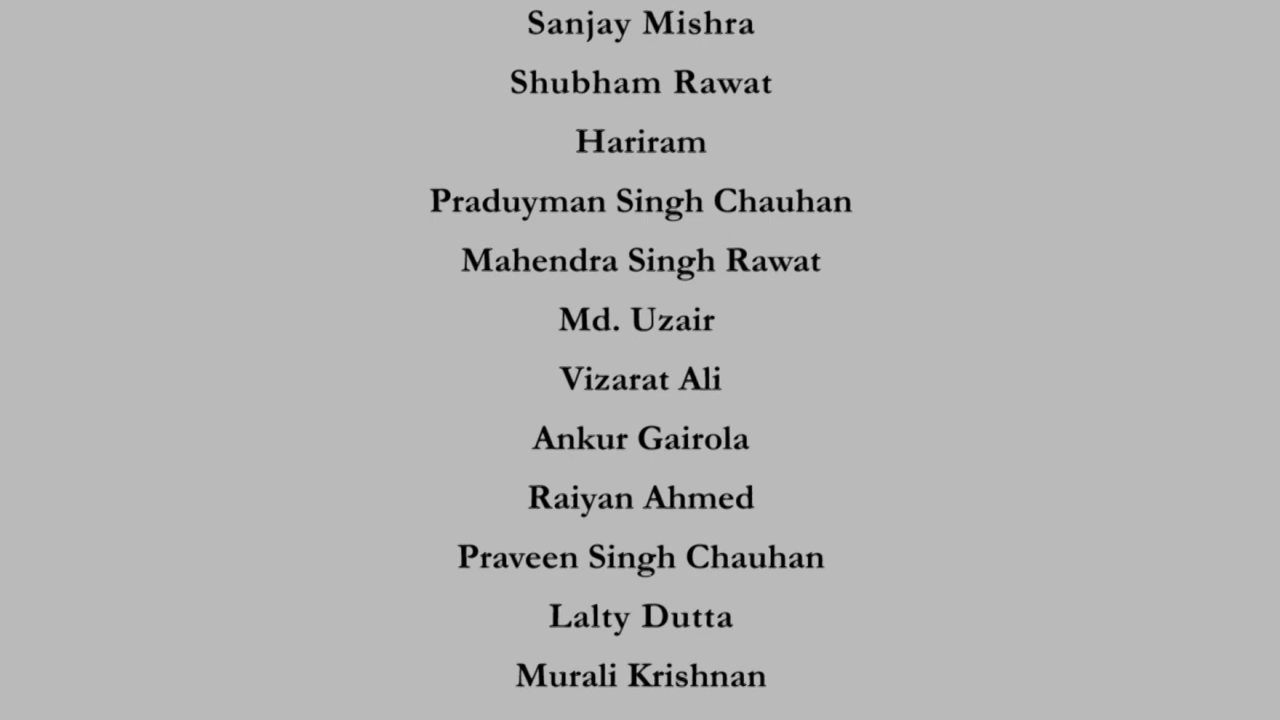 Sanjay Mishra
Shubham Rawat
Hariram
Praduyman Singh Chauhan
Mahendra Singh Rawat
Md. Uzair
Vizarat Ali
Ankur Gairola
Raiyan Ahmed
Praveen Singh Chauhan
Lalty Dutta
Murali Krishnan